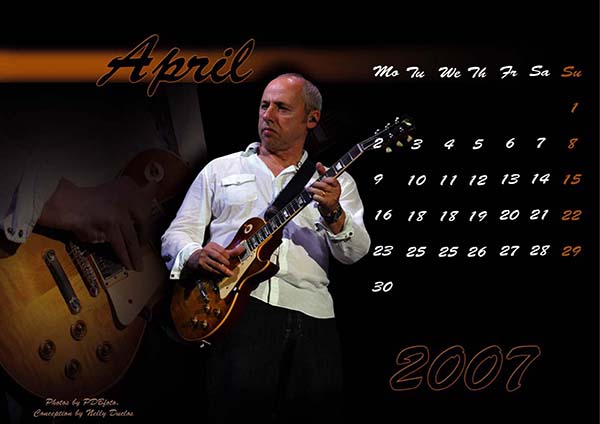 April
Mo Tu We Th Fr Sa Su
1
2 3 4 5 6 7 8
9 10 11 12 13 14 15
16 18 18 19 20 21 22
23 25 25 26 27 28 29
30
2007
Photos by PDBfoto.
Conception by Nelly Duclos